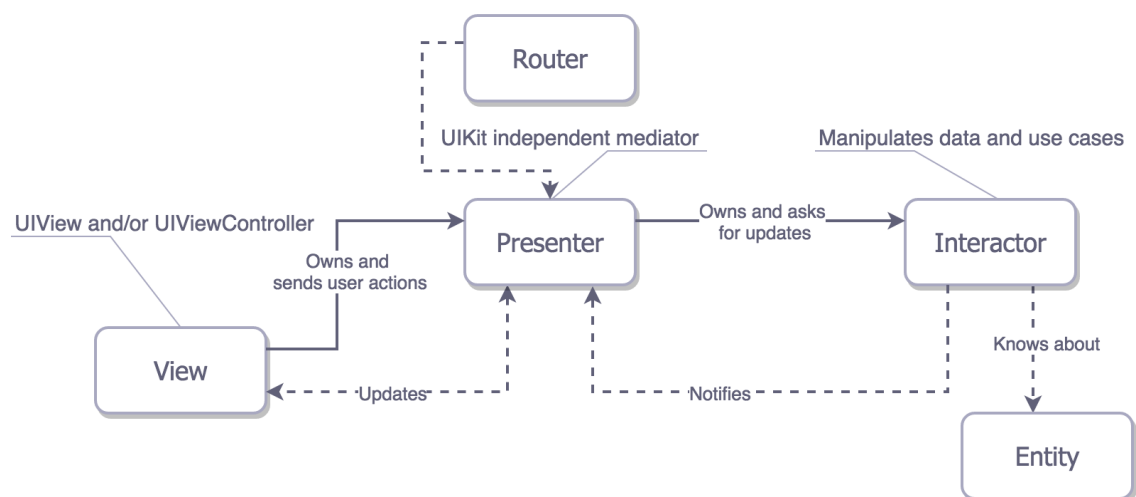 Router
UIKit independent mediator
Manipulates data and use cases
UIView and/or UIViewController
Owns and
sends user actions
Presenter
Owns and asks
for updates
Interactor
View
Updates
Notifies
Knows about
Entity